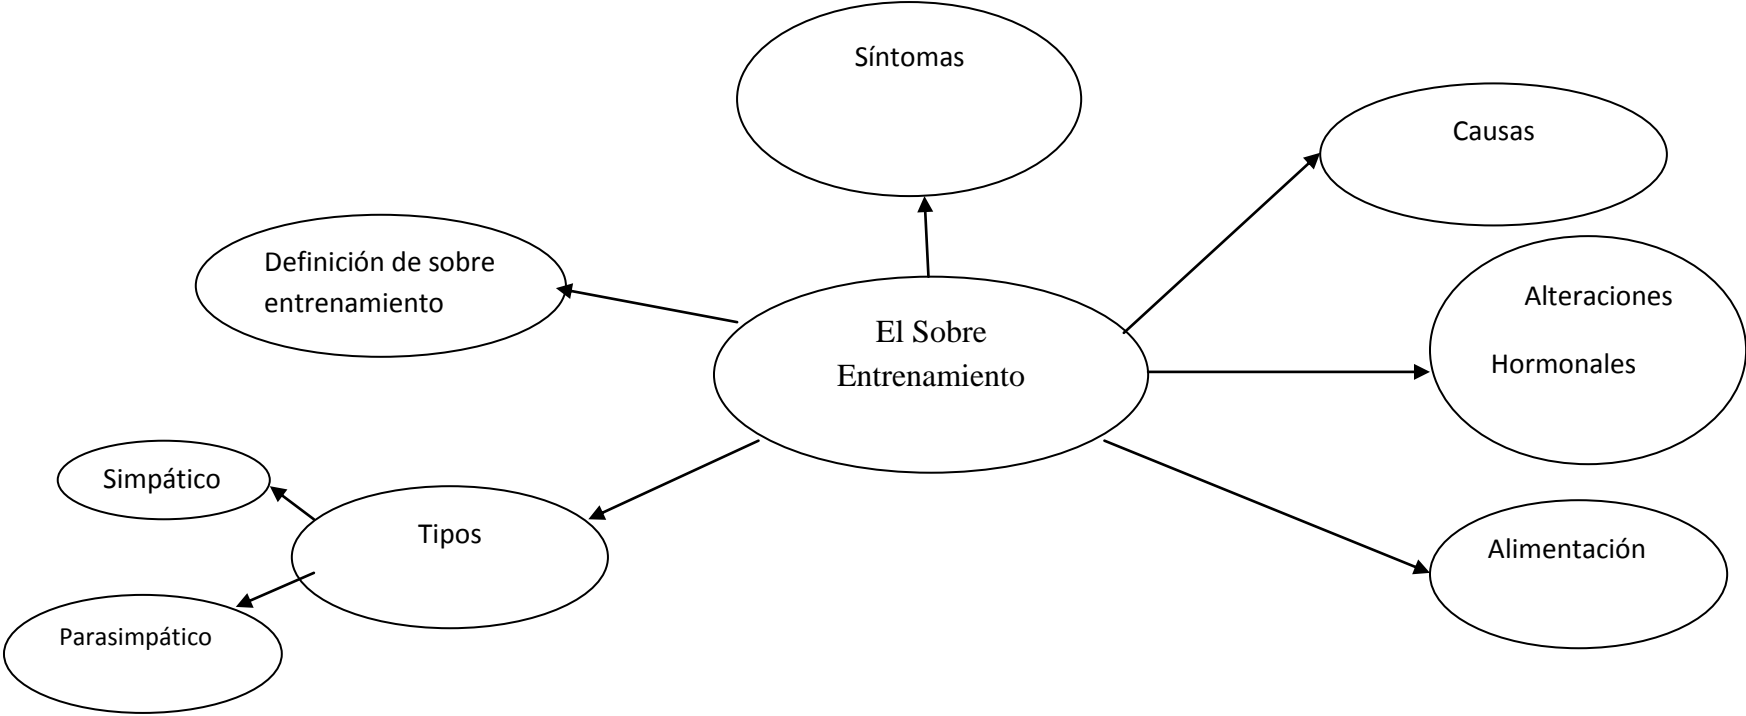 Síntomas
Causas
Definición de sobre
entrenamiento
Alteraciones
Hormonales
El Sobre
Entrenamiento
Simpático
Tipos
Alimentación
Parasimpático